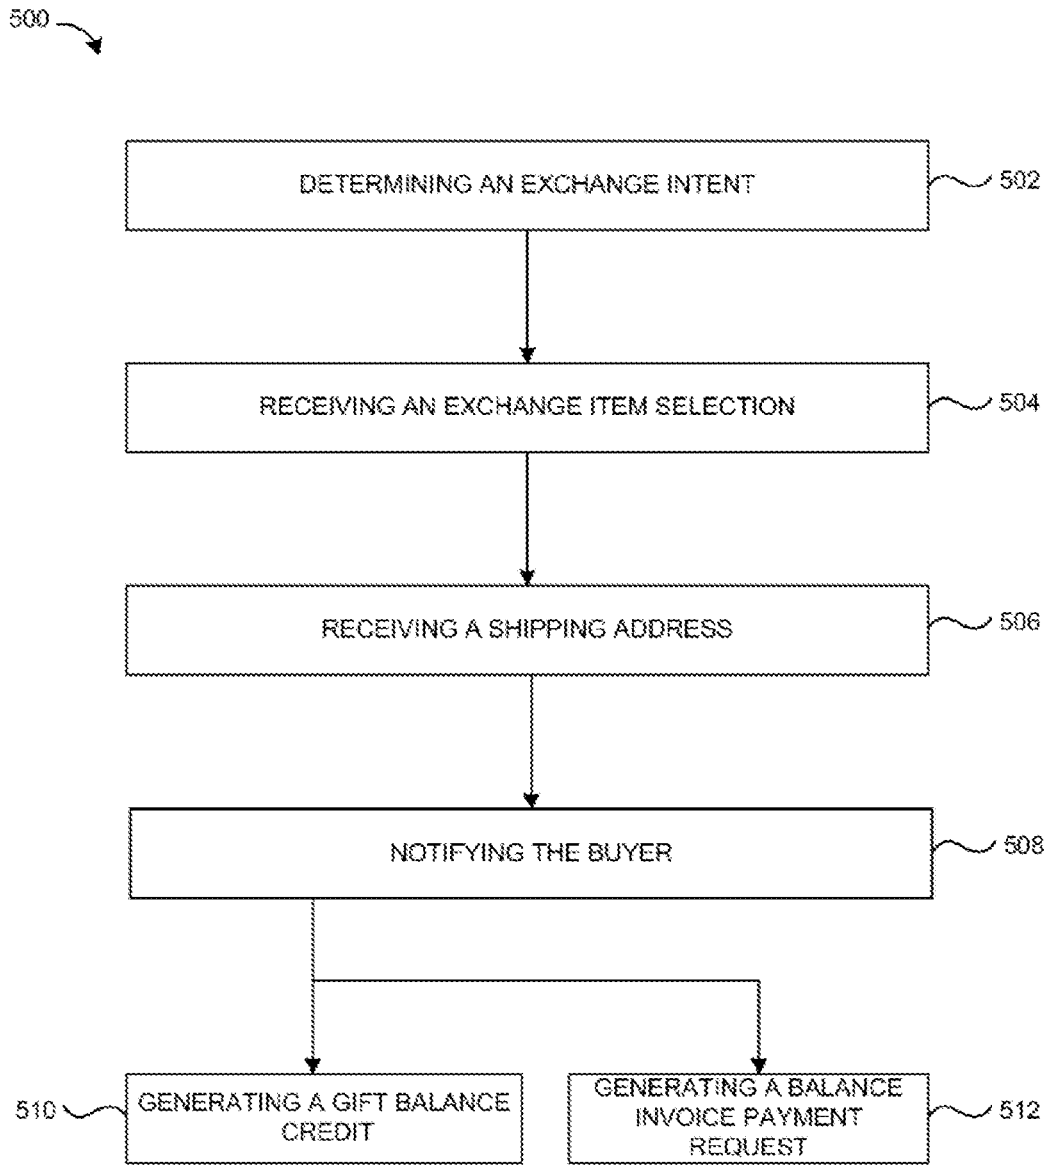 500
DETERMINING AN EXCHANGE INTENT
502
RECEIVING AN EXCHANGE ITEM SELECTION
504
RECEIVING A SHIPPING ADDRESS
506
NOTIFYING THE BUYER
508
510
GENERATING A GIFT BALANCE
CREDIT
GENERATING A BALANCE
INVOICE PAYMENT
REQUEST
512